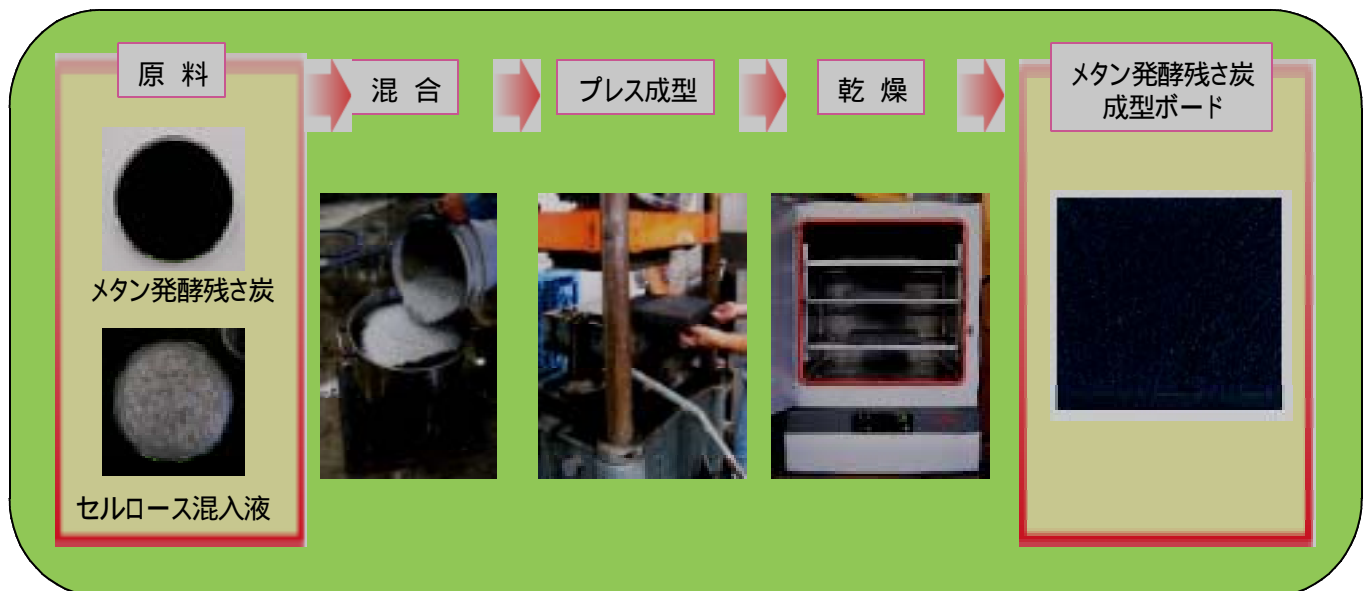 原 料
混 合
プレス成型
乾 燥
メタン発酵残さ炭
成型ボード
メタン発酵残さ炭
セルロース混入液